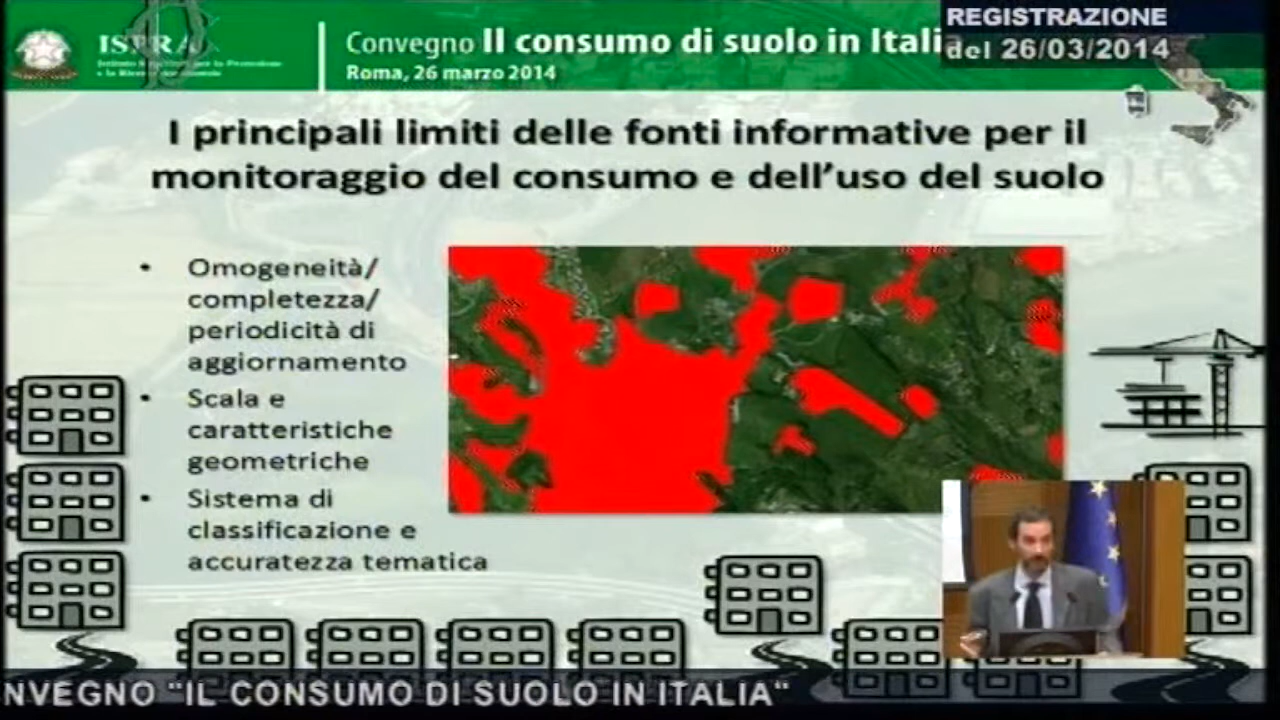 ISPRA
Convegno Il consumo di suolo in Itali
Roma, 26 marzo 2014
REGISTRAZIONE
del 26/03/2014
I principali limiti delle fonti informative per il
monitoraggio del consumo e dell'uso del suolo
• Omogeneità/
completezza/
periodicità di
aggiornamento
• Scala e
caratteristiche
geometriche
• Sistema di
classificazione e
accuratezza tematica
NVEGNO "IL CONSUMO DI SUOLO IN ITALIA"